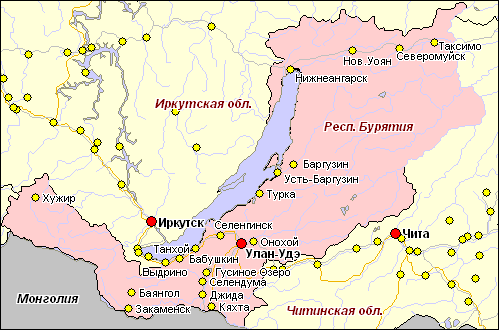 Таксимо
Северомуйск
Нов.Уоян
Нижнеангарск
Иркутская обл.
Респ. Бурятия
Баргузин
Усть-Баргузин
Турка
Хужир
Иркутск
Селенгинск
Чита
Онохой
Улан-Удэ
Танхой
Бабушкин
Выдрино
Гусиное Озеро
Селендума
Баянгол
Джида
Монголия
Закаменск
Кяхта
Читинская обл.